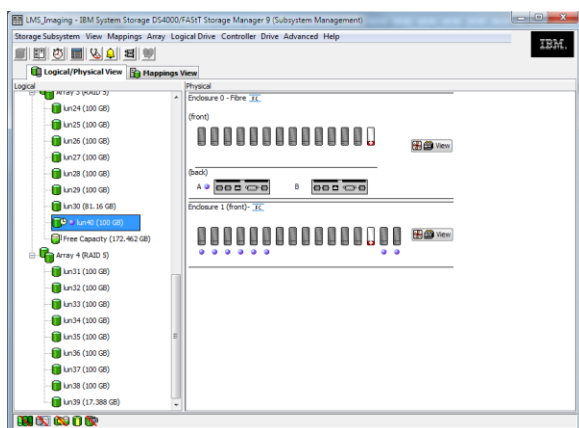 LMS_Imaging - IBM System Storage DS4000/FAStT Storage Manager 9 (Subsystem Management)
Storage Subsystem View Mappings Array Logical Drive Controller Drive Advanced Help
IBM.
Logical/Physical View Mappings View
Logical
Array 3 (RAID 5)
lun24 (100 GB)
lun25 (100 GB)
lun26 (100 GB)
lun27 (100 GB)
lun28 (100 GB)
lun29 (100 GB)
lun30 (81.16 GB)
lun40 (100 GB)
Free Capacity (172.462 GB)
Array 4 (RAID 5)
lun31 (100 GB)
lun32 (100 GB)
lun33 (100 GB)
lun34 (100 GB)
lun35 (100 GB)
lun36 (100 GB)
lun37 (100 GB)
lun38 (100 GB)
lun39 (17.388 GB)
Physical
Enclosure 0 - Fibre
(front)
View
(back)
A B
Enclosure 1 (front)-
View